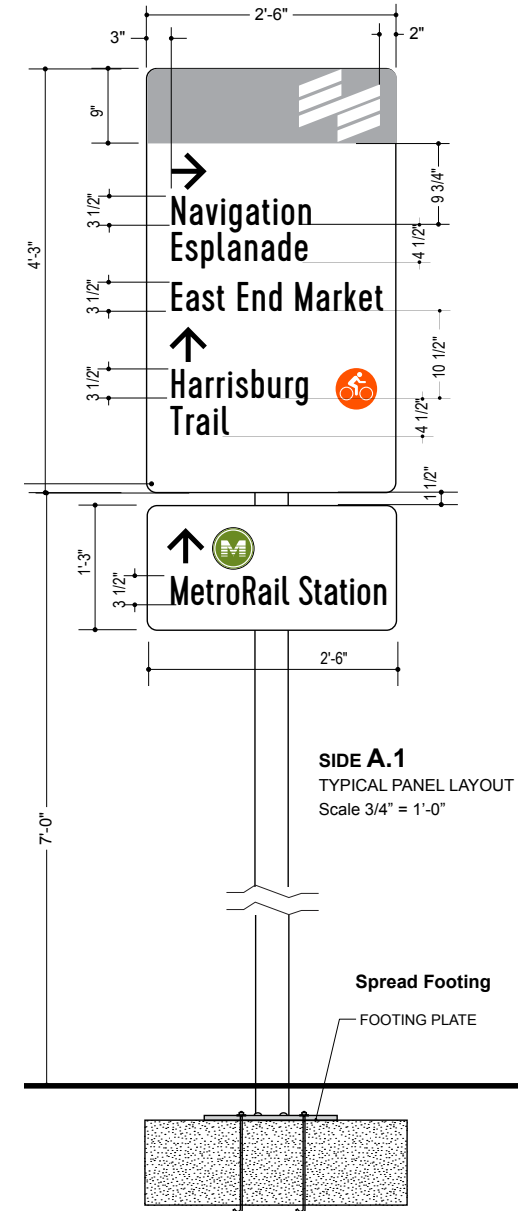 2'-6"
3"
2"
9"
9 3/4"
3 1/2"
Navigation
Esplanade
4 1/2"
4'-3"
3 1/2"
East End Market
10 1/2"
3 1/2"
Harrisburg
Trail
4 1/2"
1 1/2"
1'-3"
M
3 1/2"
MetroRail Station
2'-6"
SIDE A.1
TYPICAL PANEL LAYOUT
Scale 3/4” = 1’-0”
7'-0"
Spread Footing
FOOTING PLATE